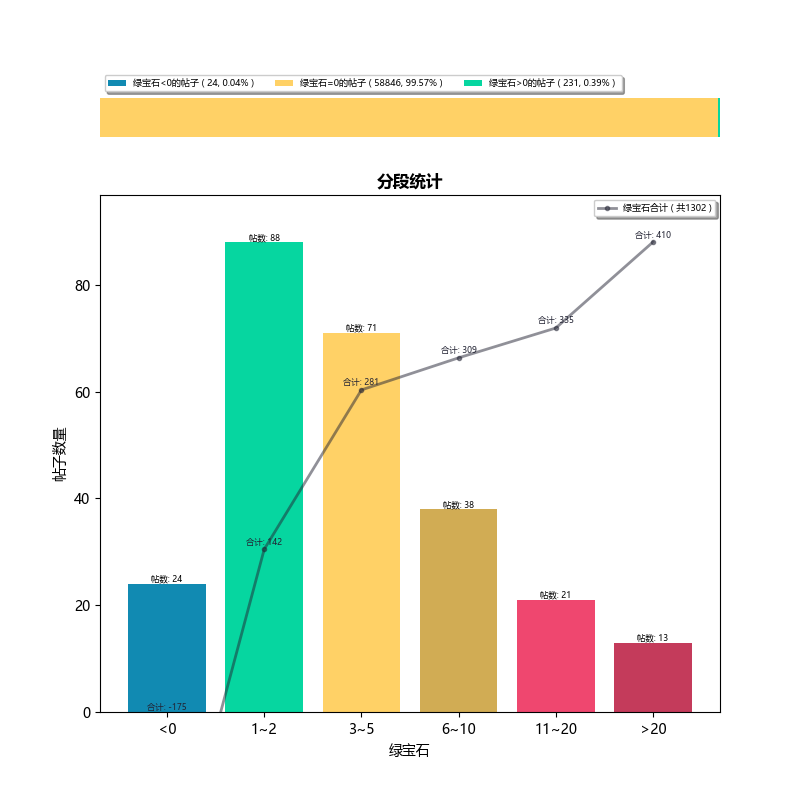 绿宝石<0的帖子 ( 24, 0.04% ) 绿宝石=0的帖子 ( 58846, 99.57% ) 绿宝石>0的帖子 ( 231, 0.39% )
分段统计
绿宝石合计 ( 共1302 )
合计: 410
帖数: 88
合计: 335
帖数: 71
合计: 309
合计: 281
帖数: 38
合计: 142
帖数: 24
帖数: 21
帖数: 13
合计: -175
80
60
40
20
0
帖子数量
<0 1~2 3~5 6~10 11~20 >20
绿宝石